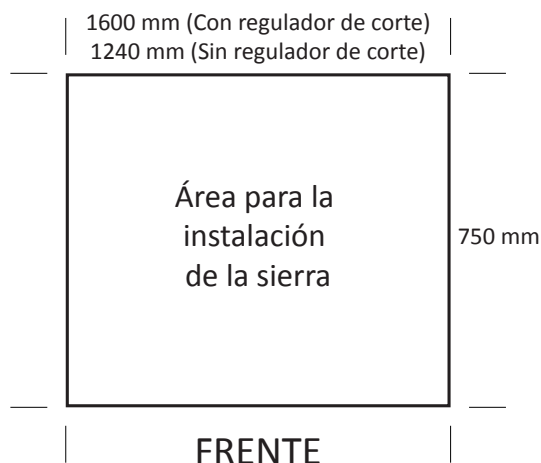 1600 mm (Con regulador de corte)
1240 mm (Sin regulador de corte)
Área para la
instalación
de la sierra
750 mm
FRENTE